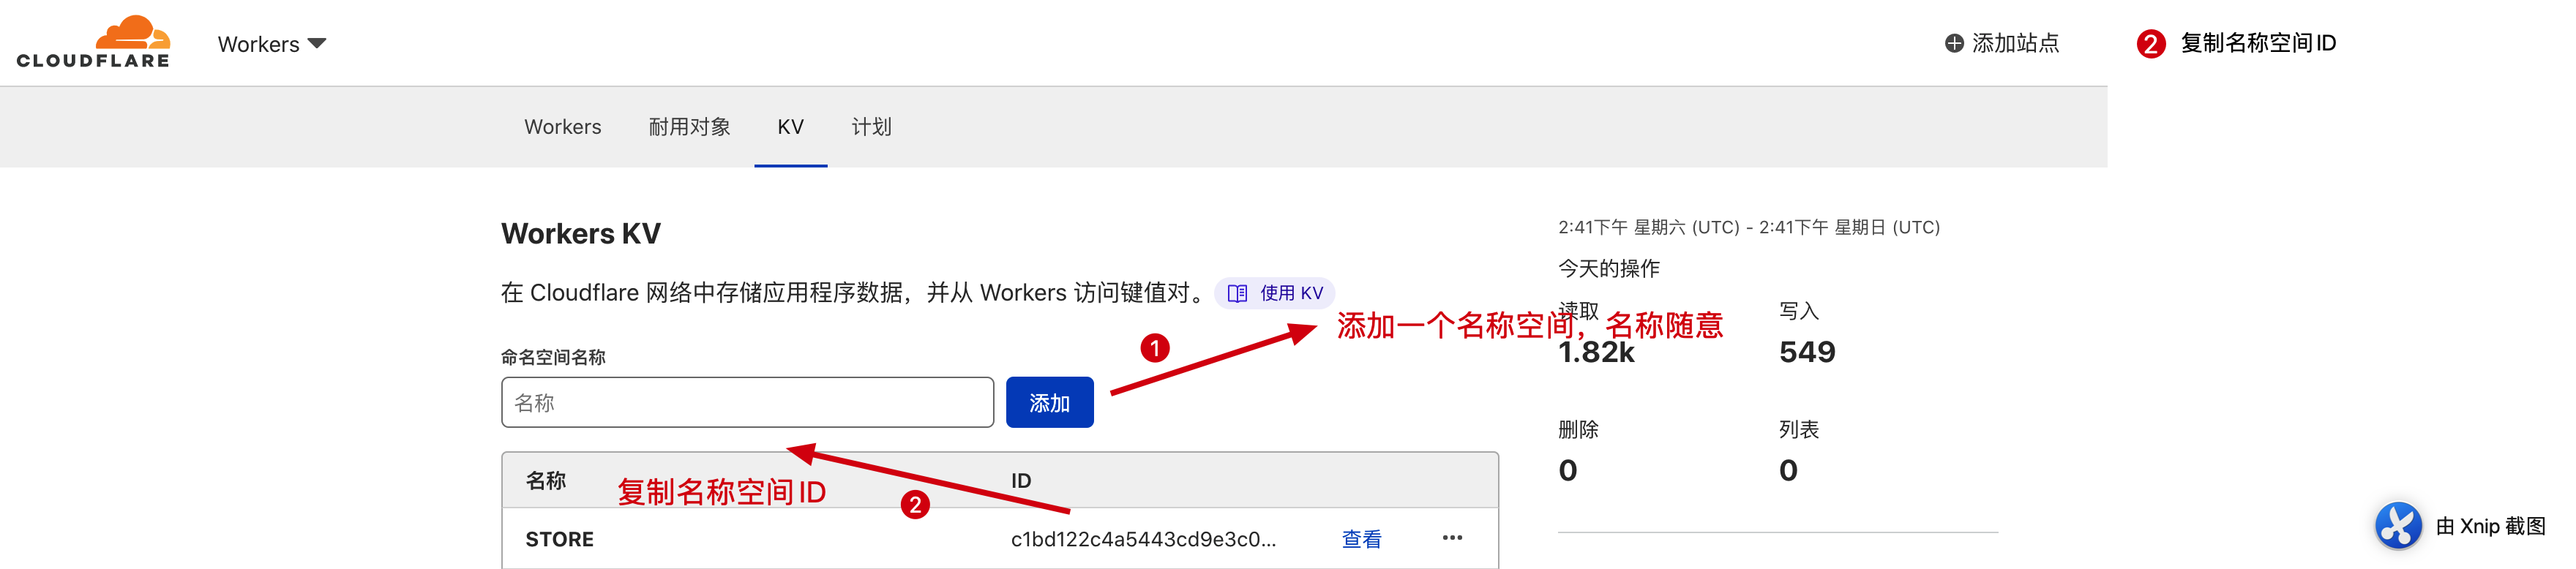 CLOUDFLARE
Workers
添加站点
2 复制名称空间ID
Workers 耐用对象 KV 计划
Workers KV
在 Cloudflare 网络中存储应用程序数据，并从 Workers 访问键值对。
使用 KV
命名空间名称
名称
添加
1
添加一个名称空间，名称随意
名称 ID
复制名称空间ID
2
STORE c1bd122c4a5443cd9e3c0... 查看 •••
2:41下午 星期六 (UTC) - 2:41下午 星期日 (UTC)
今天的操作
读取 写入
1.82k 549
删除 列表
0 0
由 Xnip 截图